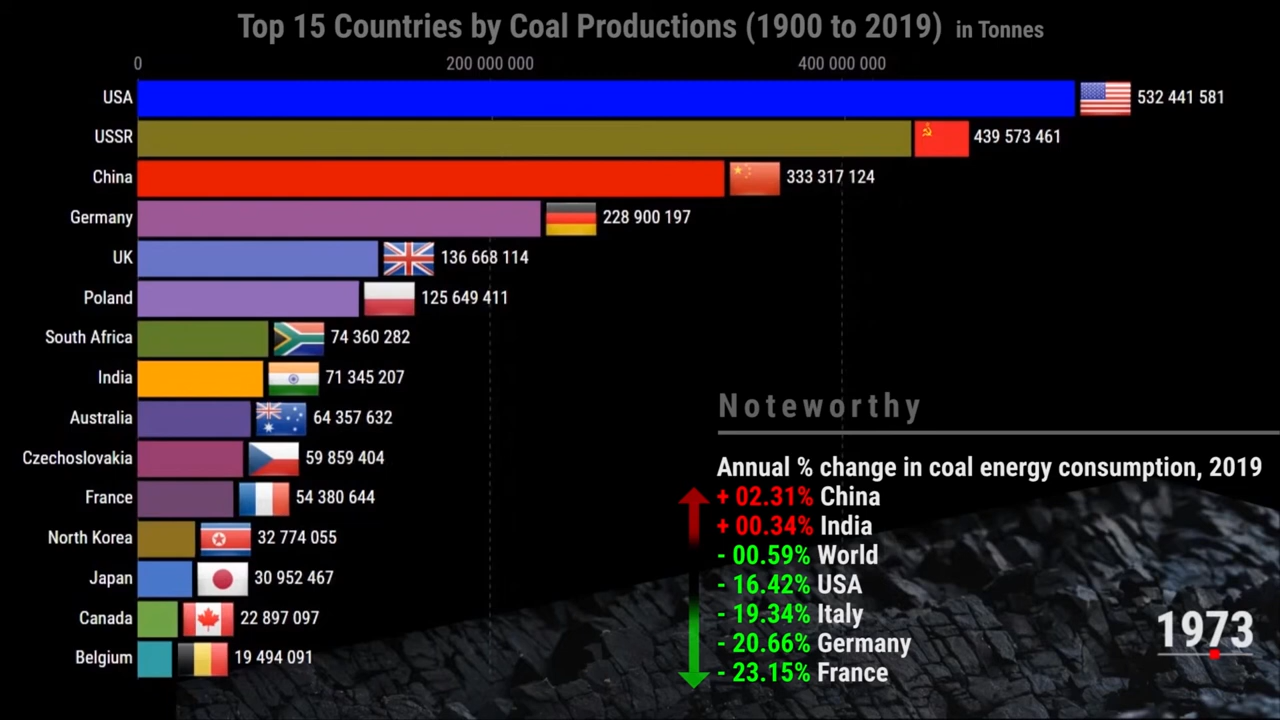 Top 15 Countries by Coal Productions (1900 to 2019) in Tonnes
0 200 000 000 400 000 000
USA 532 441 581
USSR 439 573 461
China 333 317 124
Germany 228 900 197
UK 136 668 114
Poland 125 649 411
South Africa 74 360 282
India 71 345 207
Australia 64 357 632
Czechoslovakia 59 859 404
France 54 380 644
North Korea 32 774 055
Japan 30 952 467
Canada 22 897 097
Belgium 19 494 091
Noteworthy
Annual % change in coal energy consumption, 2019
+ 02.31% China
+ 00.34% India
- 00.59% World
- 16.42% USA
- 19.34% Italy
- 20.66% Germany
- 23.15% France
1973